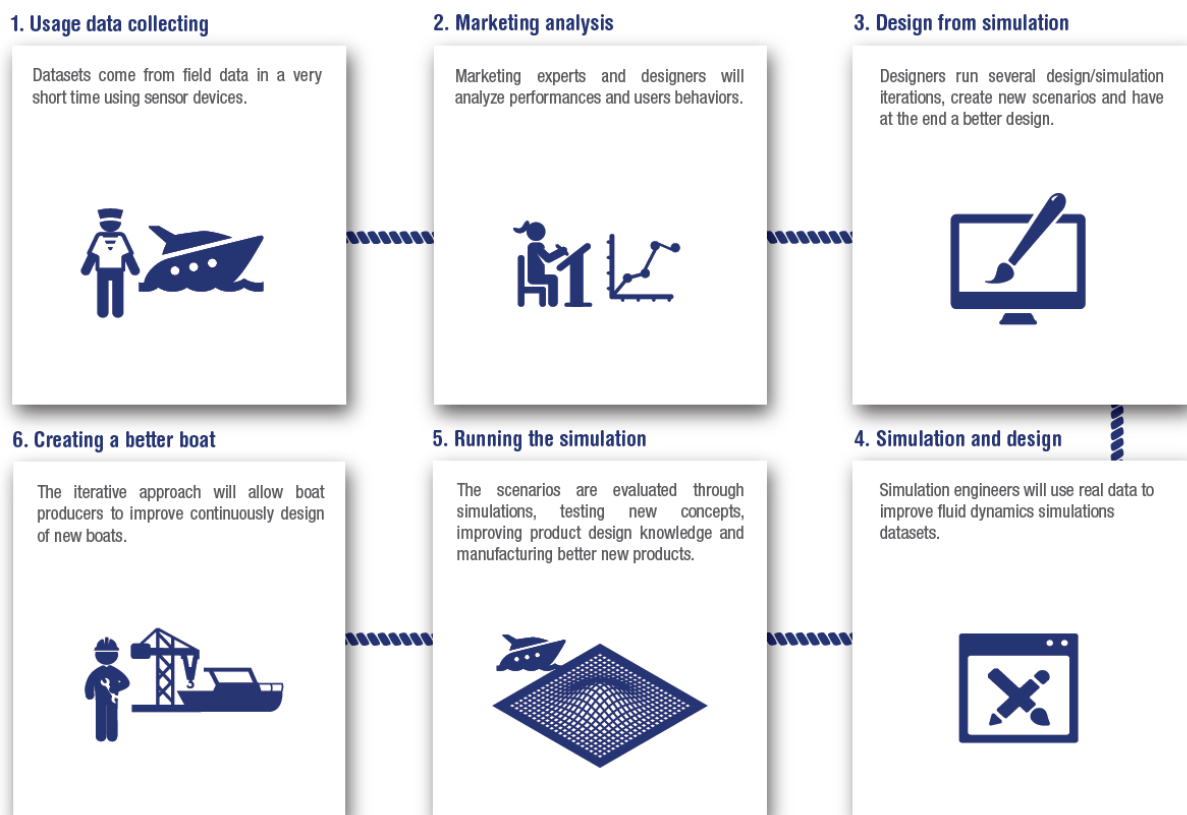 1. Usage data collecting
Datasets come from field data in a very
short time using sensor devices.
2. Marketing analysis
Marketing experts and designers will
analyze performances and users behaviors.
3. Design from simulation
Designers run several design/simulation
iterations, create new scenarios and have
at the end a better design.
4. Simulation and design
Simulation engineers will use real data to
improve fluid dynamics simulations
datasets.
5. Running the simulation
The scenarios are evaluated through
simulations, testing new concepts,
improving product design knowledge and
manufacturing better new products.
6. Creating a better boat
The iterative approach will allow boat
producers to improve continuously design
of new boats.